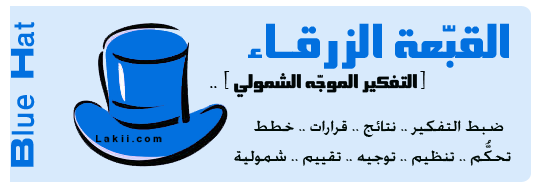 القبّعة الزرقـاء
[التفكير الموجّه الشمولي] ..
ضبط التفكير .. نتائج .. قرارات .. خطط
تحكُّم .. تنظيم .. توجيه .. تقييم .. شمولية
Blue Hat
Lakii.com